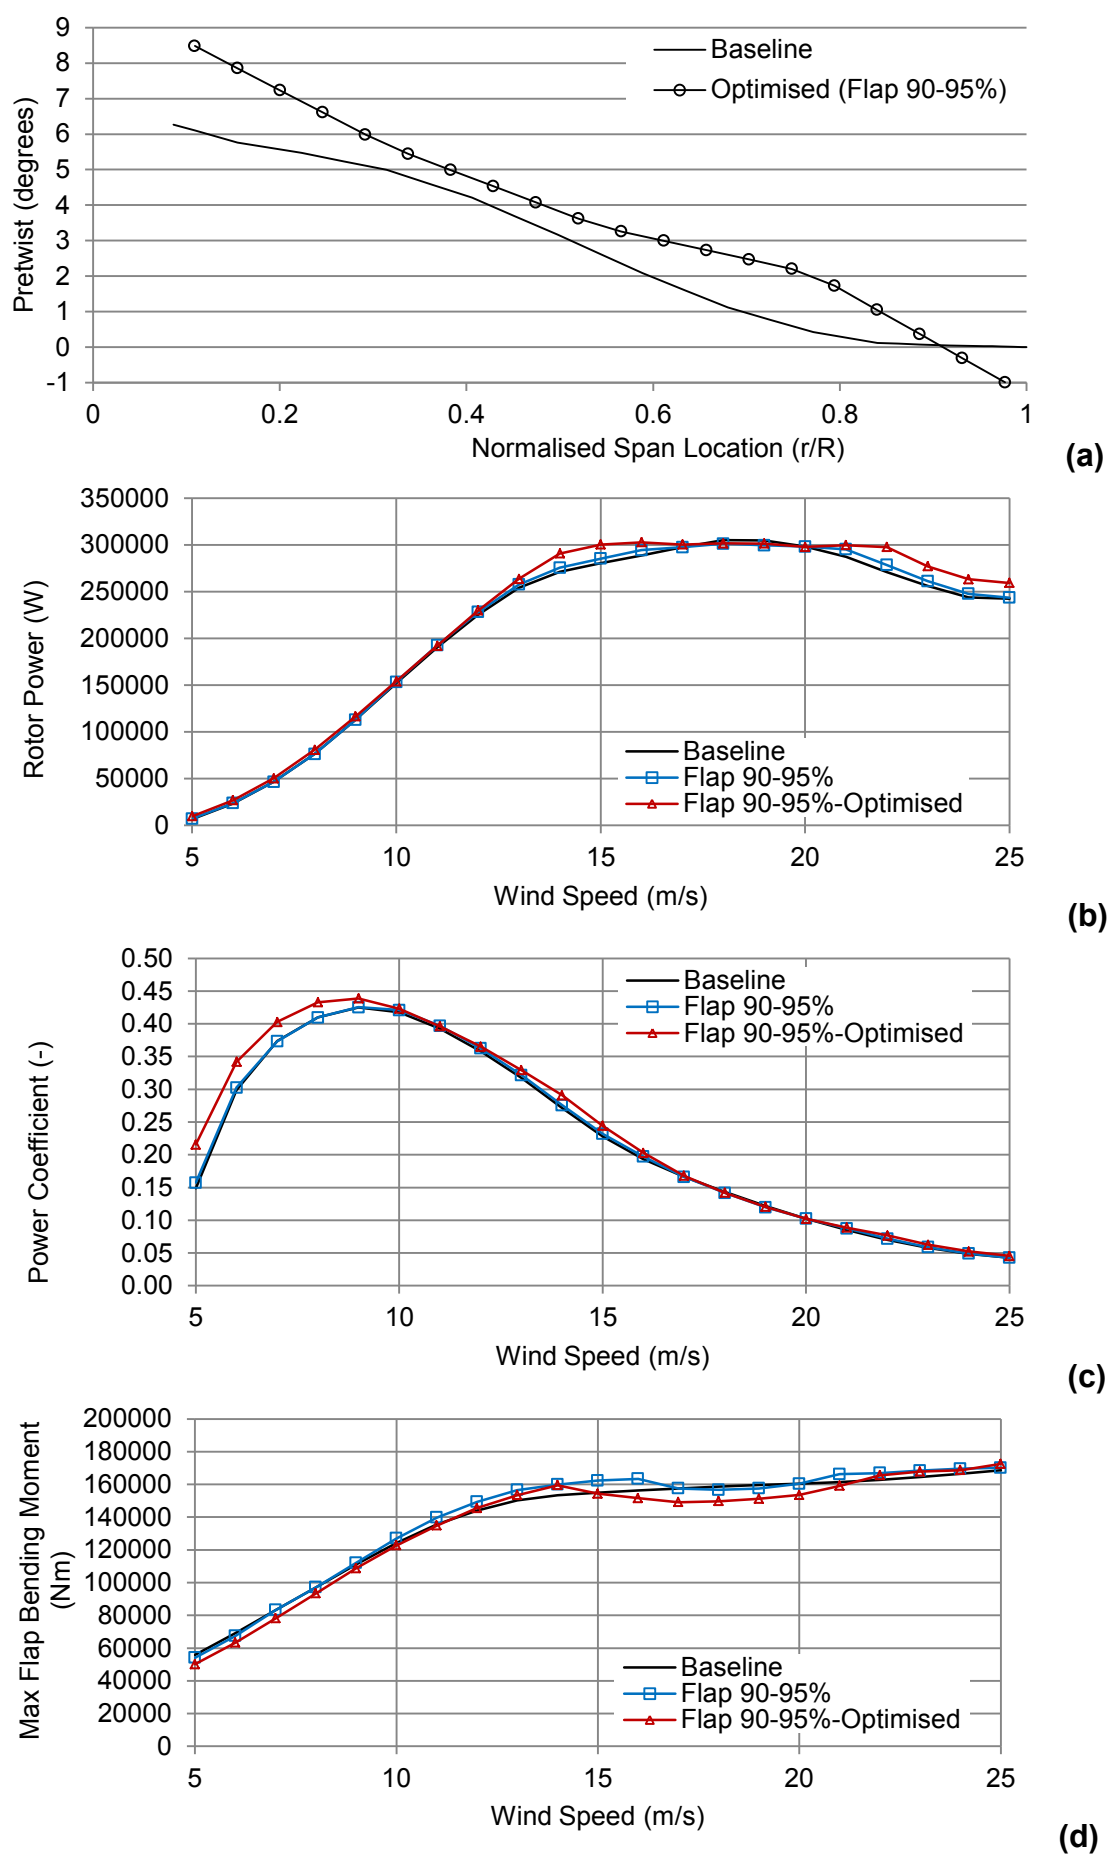 9
8
7
6
5
4
3
2
1
0
-1
Pretwist (degrees)
Baseline
Optimised (Flap 90-95%)
0 0.2 0.4 0.6 0.8 1
Normalised Span Location (r/R)
(a)
350000
300000
250000
200000
150000
100000
50000
0
Rotor Power (W)
Baseline
Flap 90-95%
Flap 90-95%-Optimised
5 10 15 20 25
Wind Speed (m/s)
(b)
0.50
0.45
0.40
0.35
0.30
0.25
0.20
0.15
0.10
0.05
0.00
Power Coefficient (-)
Baseline
Flap 90-95%
Flap 90-95%-Optimised
5 10 15 20 25
Wind Speed (m/s)
(c)
200000
180000
160000
140000
120000
100000
80000
60000
40000
20000
0
Max Flap Bending Moment
(Nm)
Baseline
Flap 90-95%
Flap 90-95%-Optimised
5 10 15 20 25
Wind Speed (m/s)
(d)